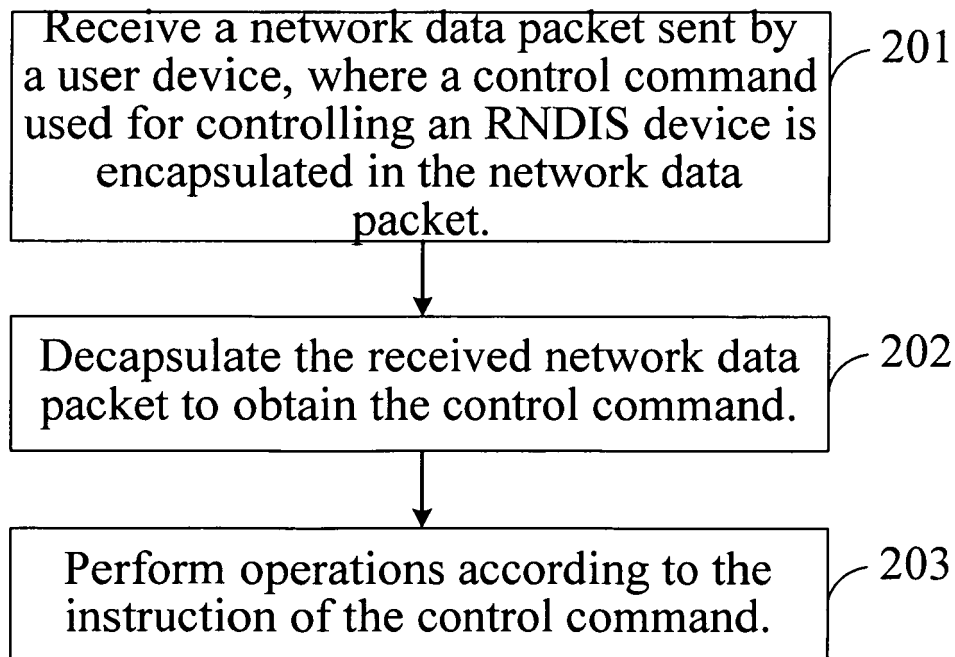 Receive a network data packet sent by
a user device, where a control command
used for controlling an RNDIS device is
encapsulated in the network data
packet.
201
Decapsulate the received network data
packet to obtain the control command.
202
Perform operations according to the
instruction of the control command.
203